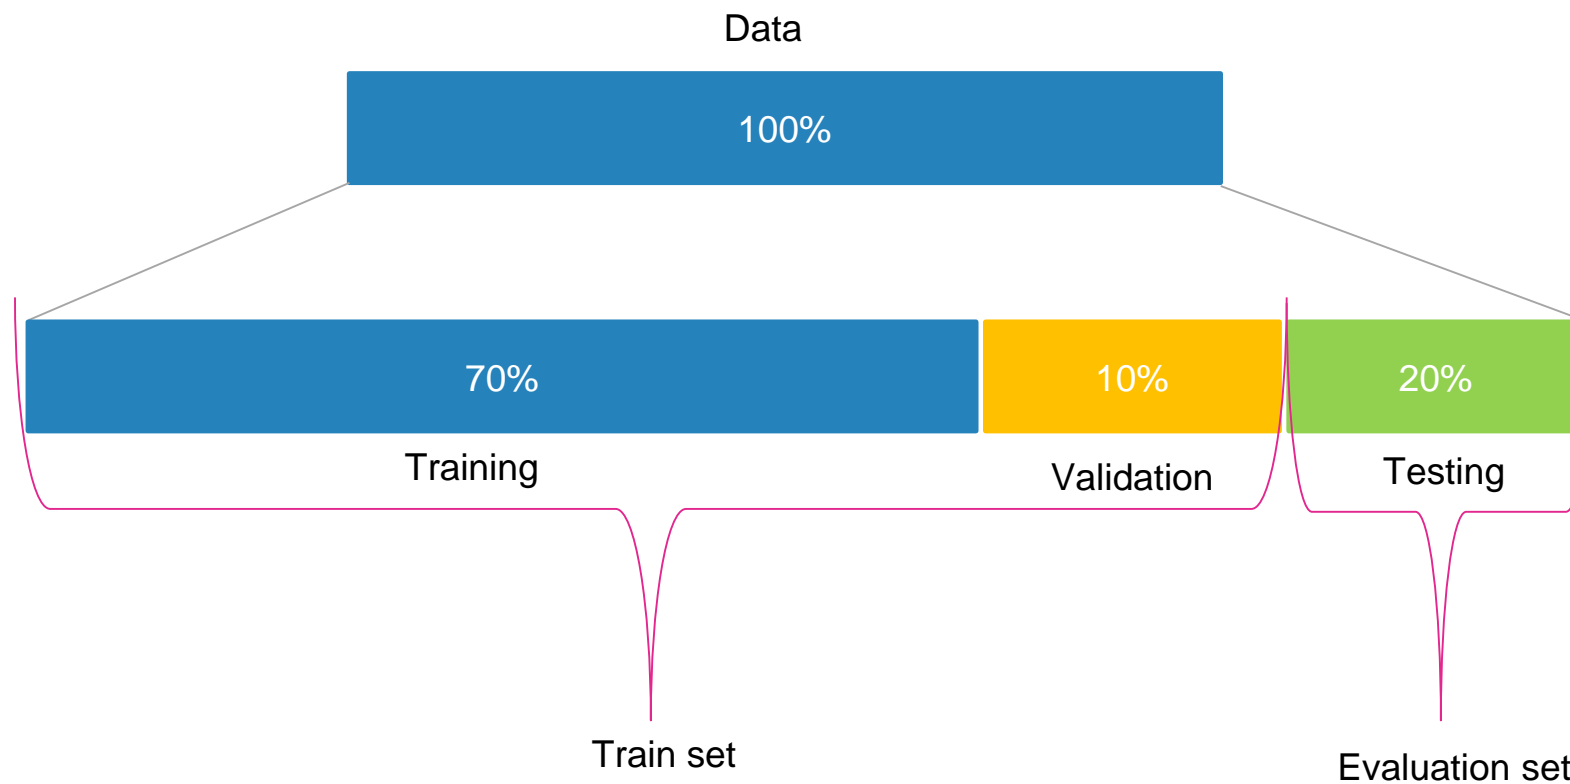 Data
100%
70%
10%
20%
Training
Validation
Testing
Train set
Evaluation set